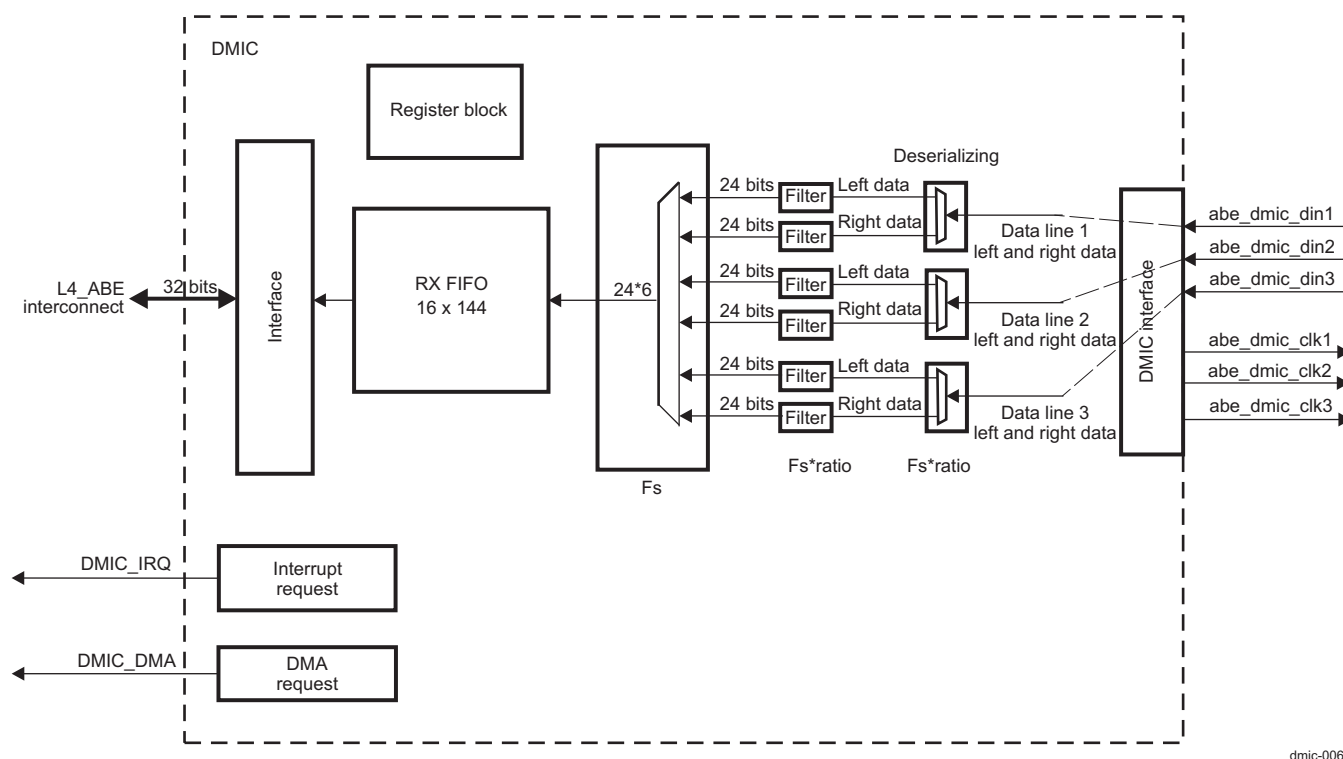 DMIC
Register block
Deserializing
24 bits
Filter
Left data
24 bits
Filter
Right data
Data line 1
left and right data
24 bits
Filter
Left data
24 bits
Filter
Right data
Data line 2
left and right data
24 bits
Filter
Left data
24 bits
Filter
Right data
Data line 3
left and right data
Fs*ratio
Fs*ratio
Fs
24*6
RX FIFO
16 x 144
Interface
32 bits
L4_ABE
interconnect
DMIC interface
abe_dmic_din1
abe_dmic_din2
abe_dmic_din3
abe_dmic_clk1
abe_dmic_clk2
abe_dmic_clk3
DMIC_IRQ
Interrupt
request
DMIC_DMA
DMA
request
dmic-006